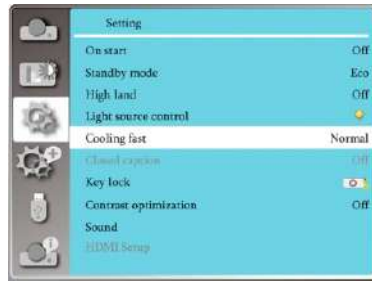 Setting
On start Off
Standby mode Eco
High land Off
Light source control
Cooling fast Normal
Closed caption Off
Key lock
Contrast optimization Off
Sound
HDMI Setup